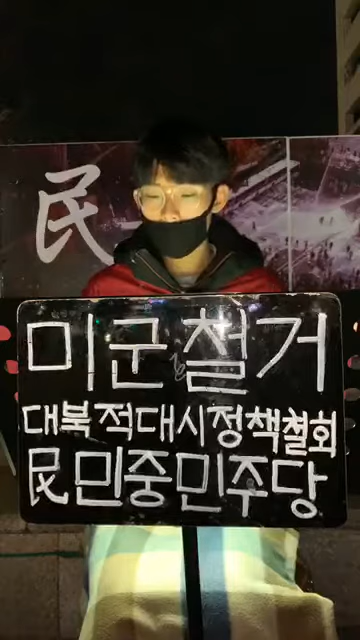 民
미군철거
대북적대시정책철회
民민중민주당